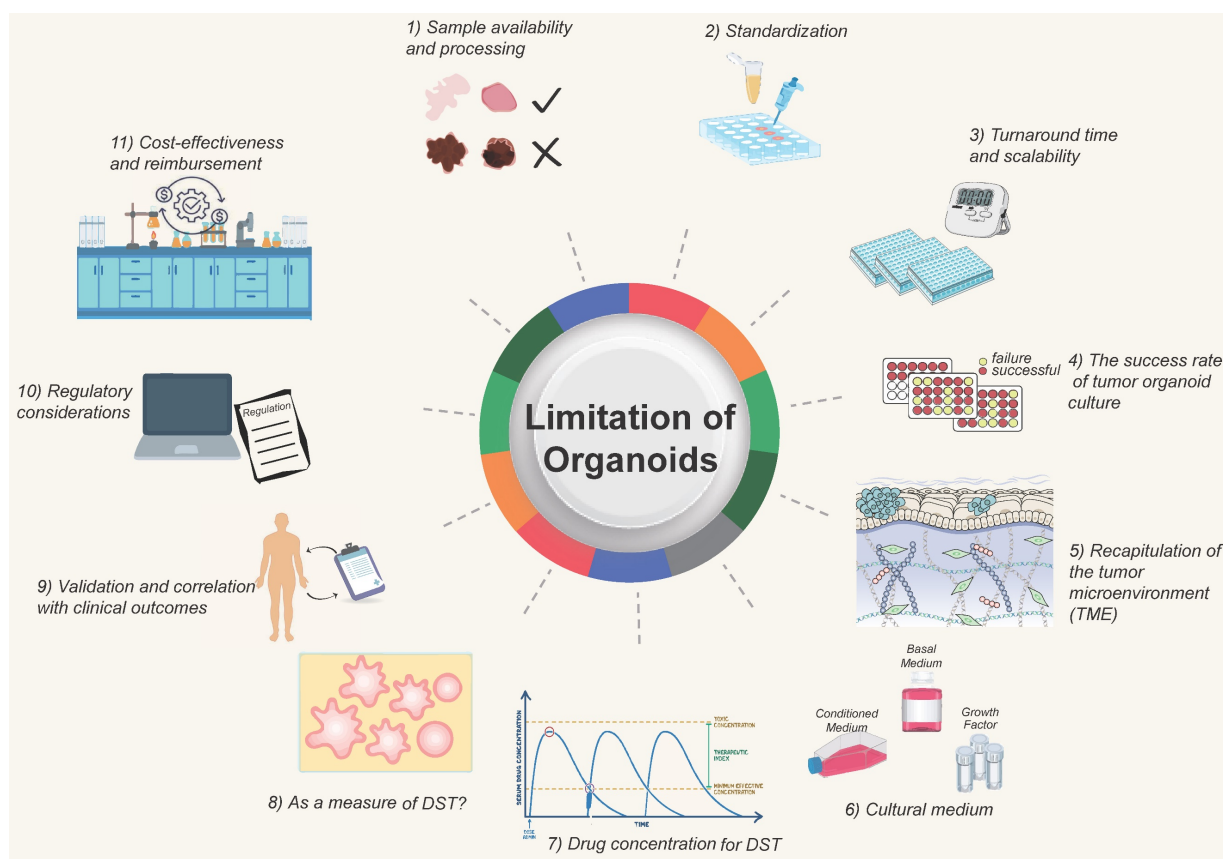 1) Sample availability
and processing
2) Standardization
3) Turnaround time
and scalability
00:00
failure
successful
4) The success rate
of tumor organoid
culture
5) Recapitulation of
the tumor
microenvironment
(TME)
Basal
Medium
Conditioned
Medium
Growth
Factor
6) Cultural medium
SERUM DRUG CONCENTRATION
TOXIC
CONCENTRATION
THERAPEUTIC
INDEX
MINIMUM EFFECTIVE
CONCENTRATION
DOSE
ADMIN
TIME
7) Drug concentration for DST
8) As a measure of DST?
9) Validation and correlation
with clinical outcomes
10) Regulatory
considerations
Regulation
11) Cost-effectiveness
and reimbursement
$
$
Limitation of
Organoids